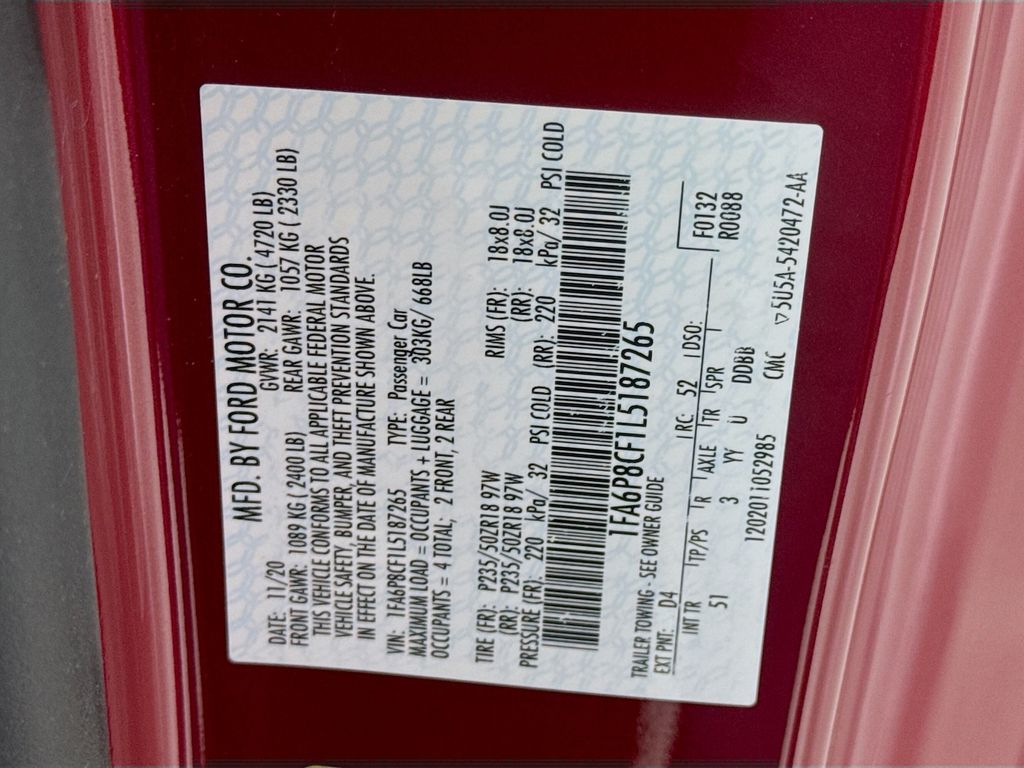 MFD. BY FORD MOTOR CO.
DATE: 11/20 GVWR: 2141 KG ( 4720 LB)
FRONT GAWR: 1089 KG ( 2400 LB) REAR GAWR: 1057 KG ( 2330 LB)
THIS VEHICLE CONFORMS TO ALL APPLICABLE FEDERAL MOTOR
VEHICLE SAFETY, BUMPER, AND THEFT PREVENTION STANDARDS
IN EFFECT ON THE DATE OF MANUFACTURE SHOWN ABOVE.
VIN: 1FA6P8CF1L5187265 TYPE: Passenger Car
MAXIMUM LOAD = OCCUPANTS + LUGGAGE = 303KG/ 668LB
OCCUPANTS = 4 TOTAL; 2 FRONT, 2 REAR
TIRE (FR): P235/50ZR18 97W RIMS (FR): 18x8.0J
(RR): P235/50ZR18 97W (RR): 18x8.0J
PRESSURE (FR): 220 kPa/ 32 PSI COLD (RR): 220 kPa/ 32 PSI COLD
1FA6P8CF1L5187265
TRAILER TOWING - SEE OWNER GUIDE
EXT PNT: D4 RC: 52 DSO: F0132
INT TR TP/PS R AXLE TR SPR R0088
51 3 YY U DDBB
1202011052985 CMC ▽5U5A-5420472-AA